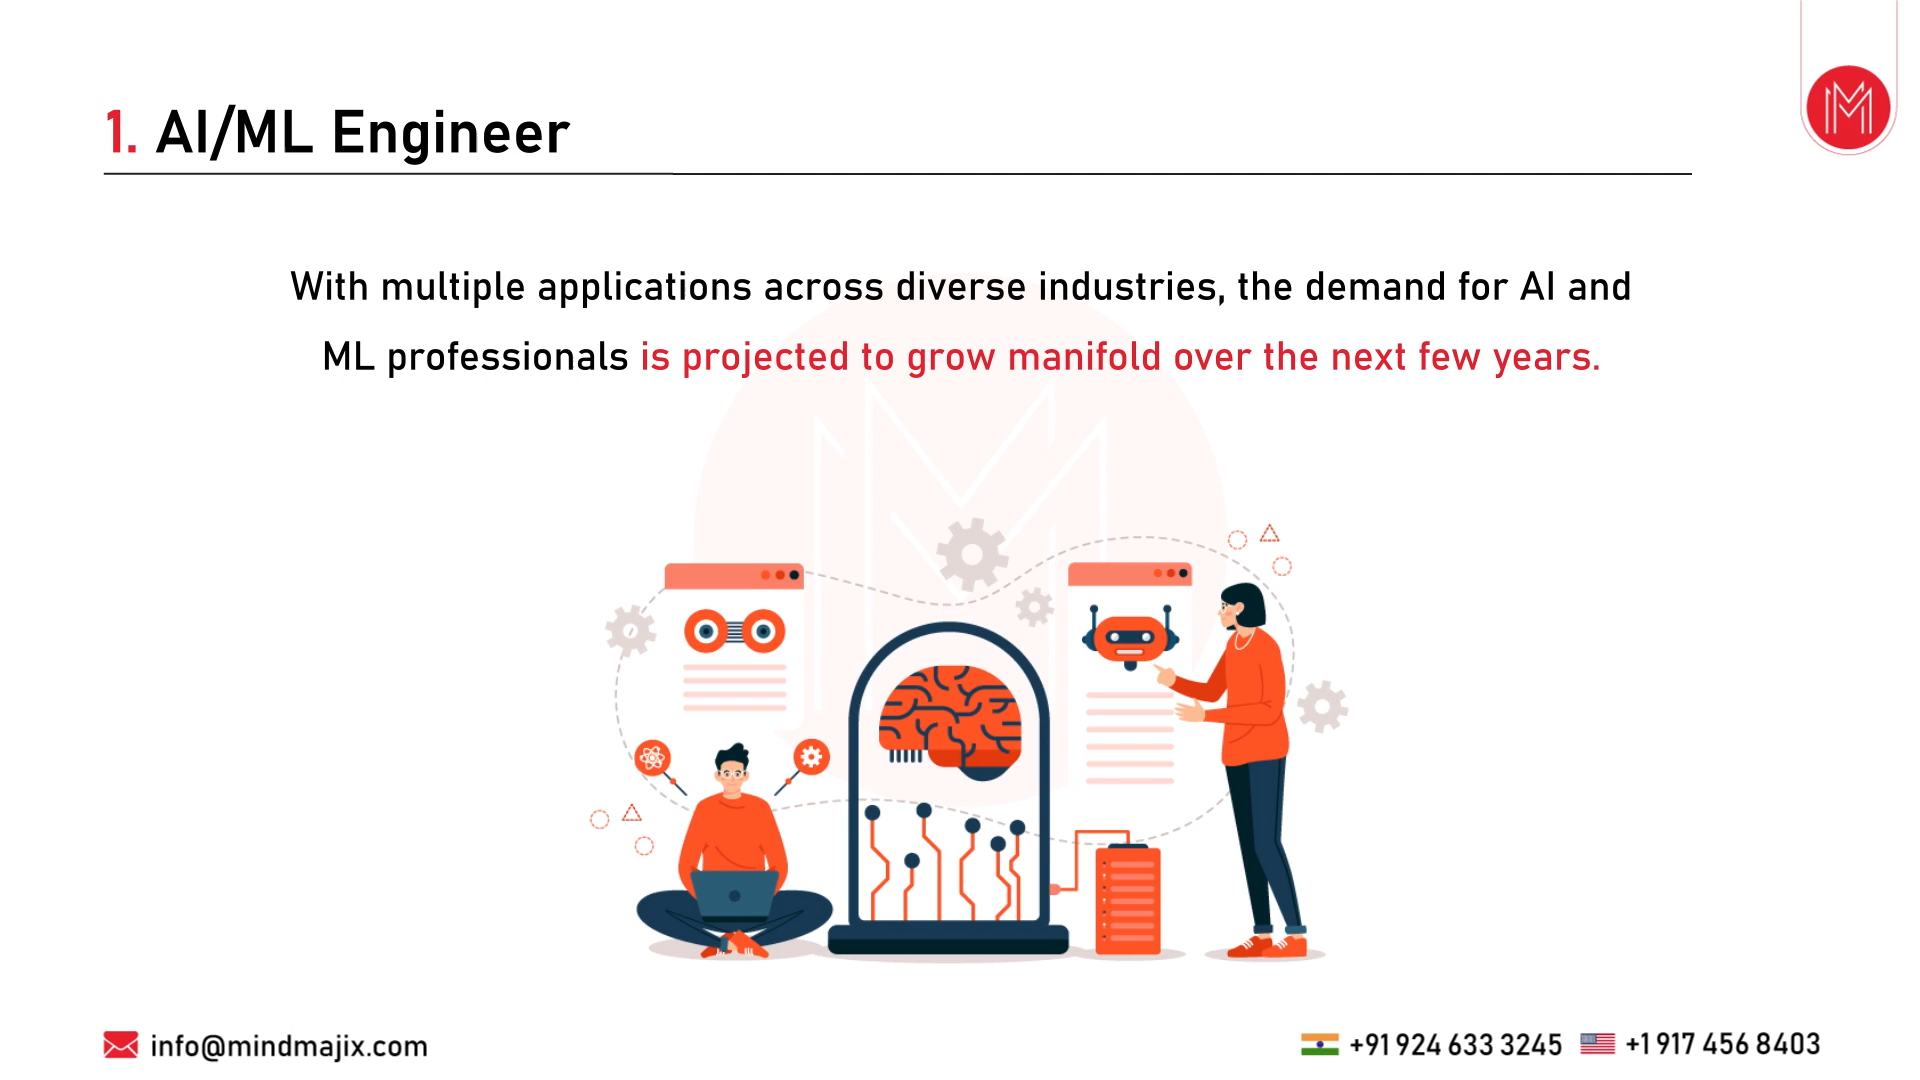 1. AI/ML Engineer
With multiple applications across diverse industries, the demand for AI and
ML professionals is projected to grow manifold over the next few years.
info@mindmajix.com
+91 924 633 3245
+1 917 456 8403